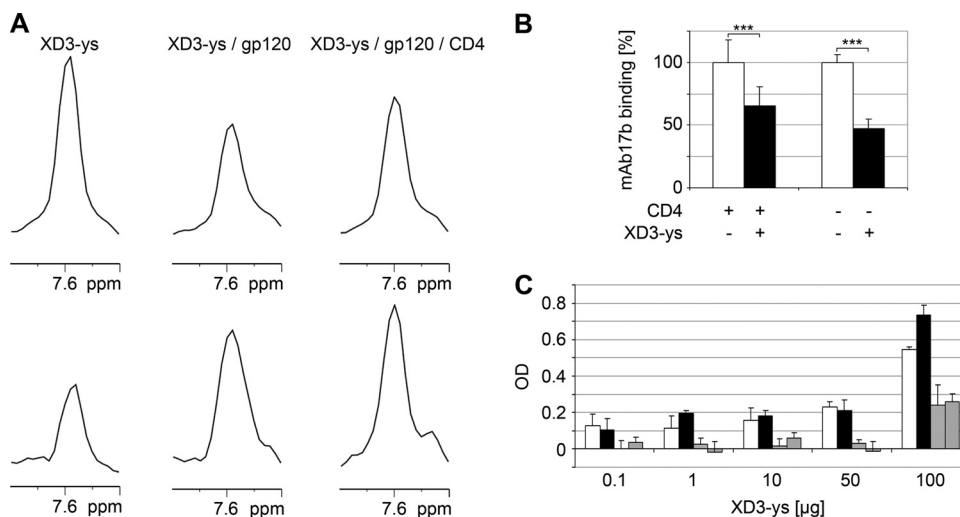 A
XD3-ys
XD3-ys / gp120
XD3-ys / gp120 / CD4
7.6 ppm
7.6 ppm
7.6 ppm
7.6 ppm
7.6 ppm
7.6 ppm
B
mAb17b binding [%]
100
50
0
***
***
CD4 + + - -
XD3-ys - + - +
C
OD
0.8
0.6
0.4
0.2
0
0.1 1 10 50 100
XD3-ys [µg]